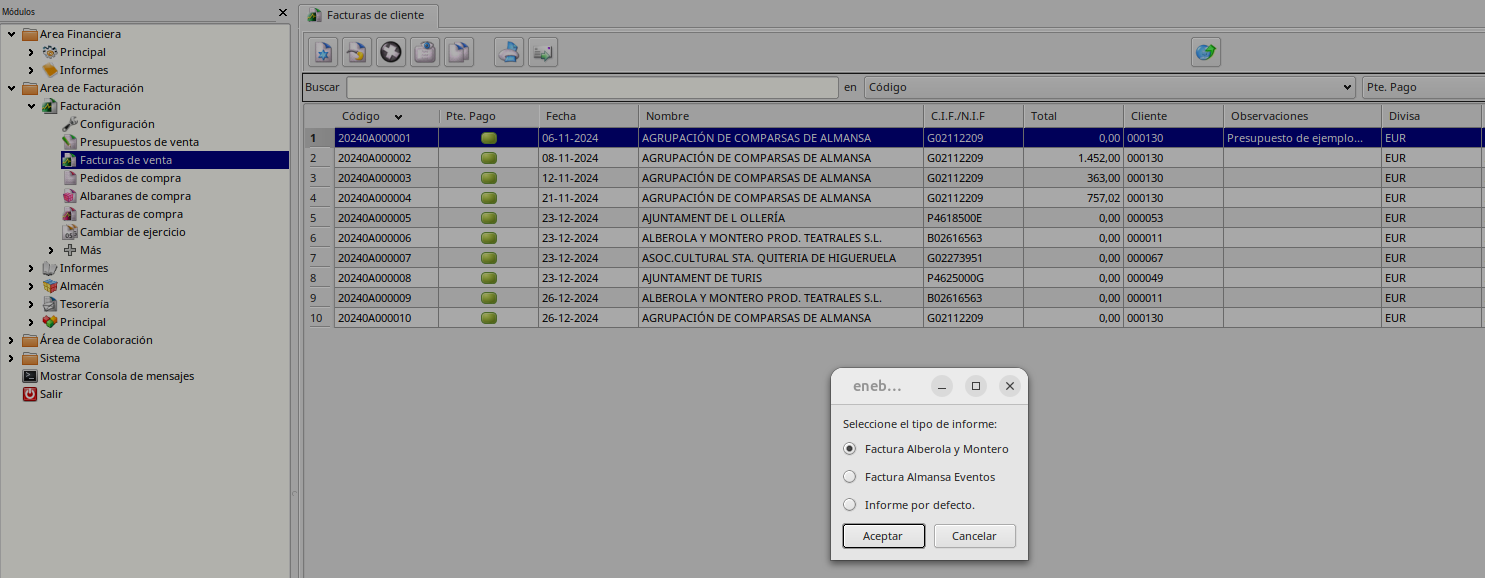 Módulos
Area Financiera
Principal
Informes
Area de Facturación
Facturación
Configuración
Presupuestos de venta
Facturas de venta
Pedidos de compra
Albaranes de compra
Facturas de compra
Cambiar de ejercicio
Más
Informes
Almacén
Tesorería
Principal
Área de Colaboración
Sistema
Mostrar Consola de mensajes
Salir
Facturas de cliente
Buscar en Código Pte. Pago
Código Pte. Pago Fecha Nombre C.I.F./N.I.F Total Cliente Observaciones Divisa
1 20240A000001 06-11-2024 AGRUPACIÓN DE COMPARSAS DE ALMANSA G02112209 0,00 000130 Presupuesto de ejemplo... EUR
2 20240A000002 08-11-2024 AGRUPACIÓN DE COMPARSAS DE ALMANSA G02112209 1.452,00 000130 EUR
3 20240A000003 12-11-2024 AGRUPACIÓN DE COMPARSAS DE ALMANSA G02112209 363,00 000130 EUR
4 20240A000004 21-11-2024 AGRUPACIÓN DE COMPARSAS DE ALMANSA G02112209 757,02 000130 EUR
5 20240A000005 23-12-2024 AJUNTAMENT DE L OLLERÍA P4618500E 0,00 000053 EUR
6 20240A000006 23-12-2024 ALBEROLA Y MONTERO PROD. TEATRALES S.L. B02616563 0,00 000011 EUR
7 20240A000007 23-12-2024 ASOC.CULTURAL STA. QUITERIA DE HIGUERUELA G02273951 0,00 000067 EUR
8 20240A000008 23-12-2024 AJUNTAMENT DE TURIS P4625000G 0,00 000049 EUR
9 20240A000009 26-12-2024 ALBEROLA Y MONTERO PROD. TEATRALES S.L. B02616563 0,00 000011 EUR
10 20240A000010 26-12-2024 AGRUPACIÓN DE COMPARSAS DE ALMANSA G02112209 0,00 000130 EUR
eneb...
Seleccione el tipo de informe:
Factura Alberola y Montero
Factura Almansa Eventos
Informe por defecto.
Aceptar Cancelar